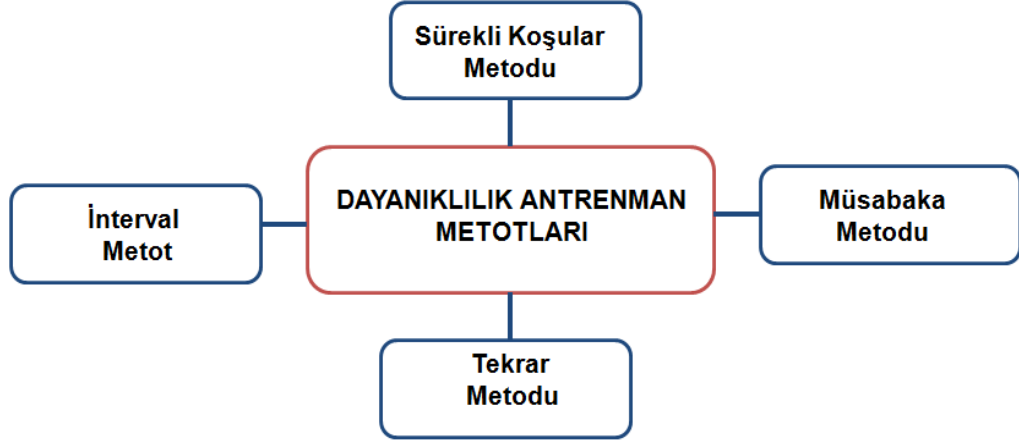 Sürekli Koşular
Metodu
DAYANIKLILIK ANTRENMAN
METOTLARI
İnterval
Metot
Müsabaka
Metodu
Tekrar
Metodu